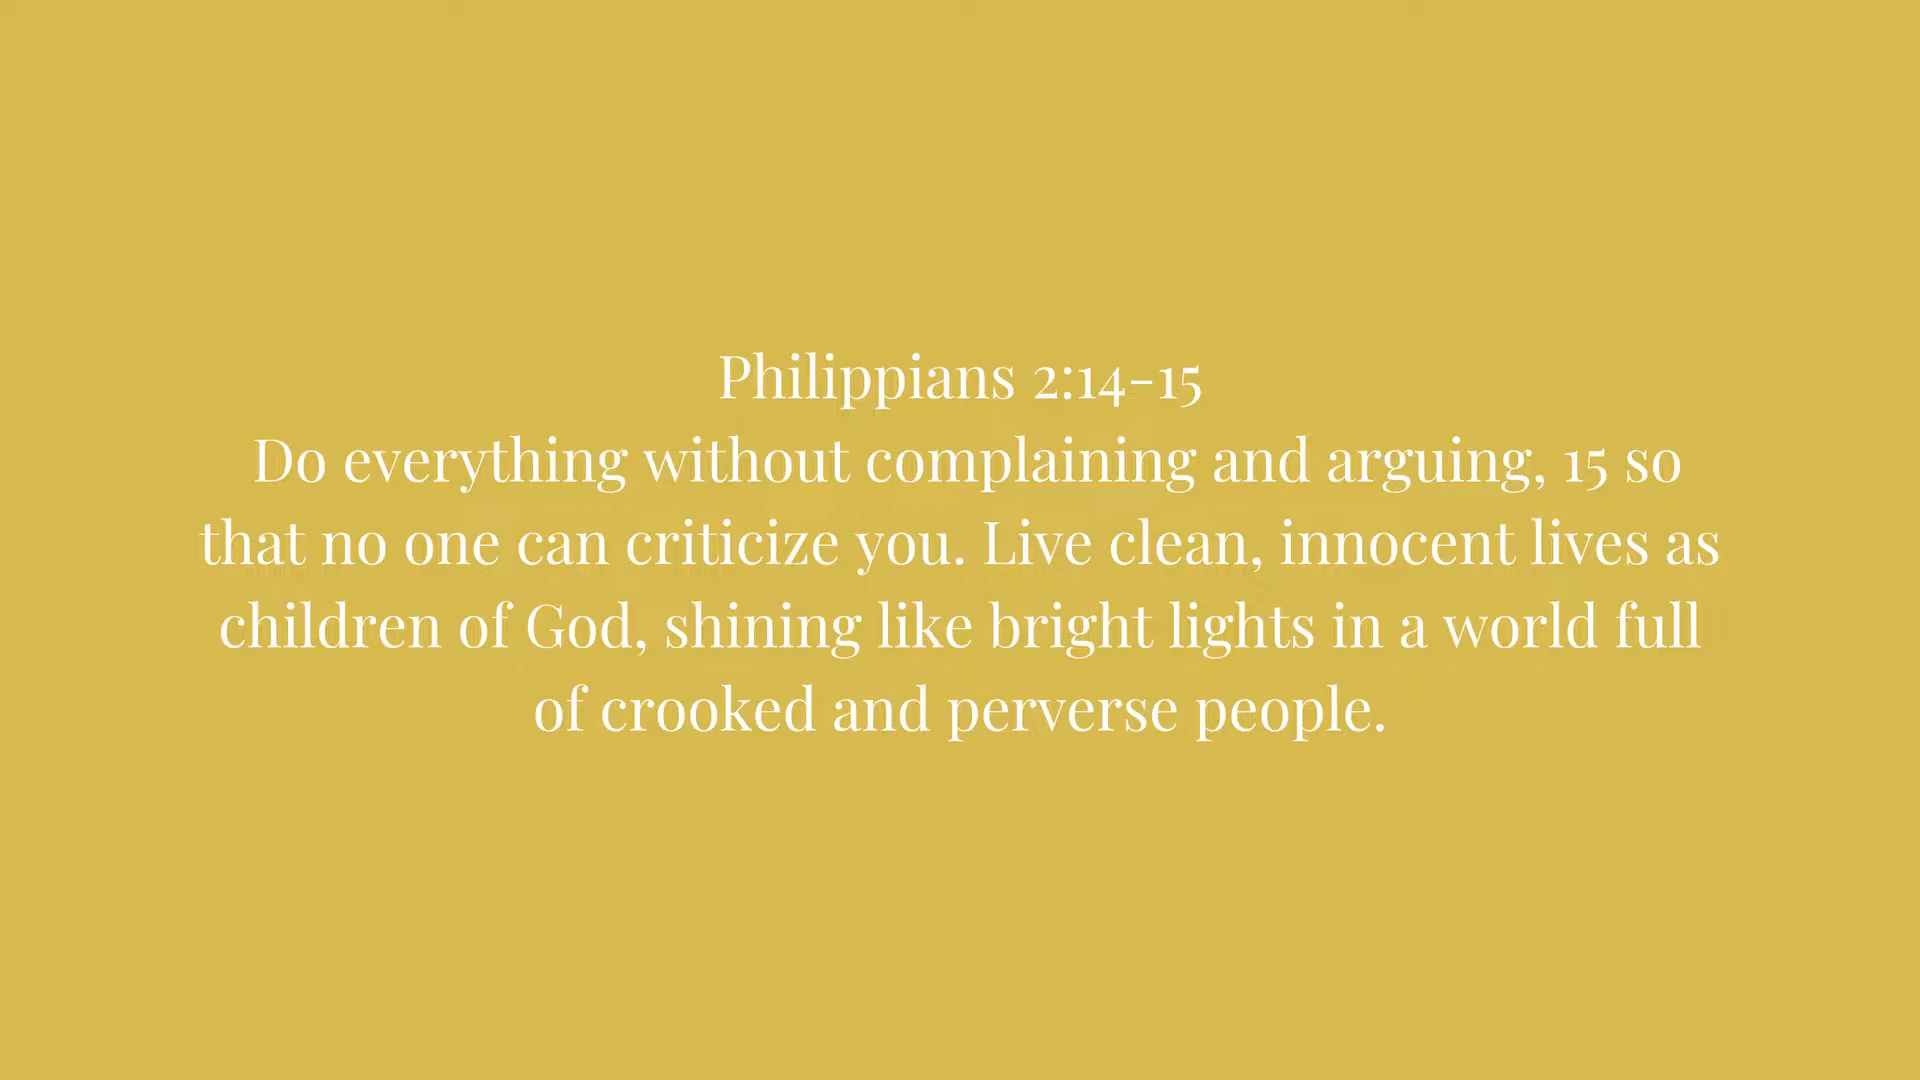 Philippians 2:14-15
Do everything without complaining and arguing, 15 so
that no one can criticize you. Live clean, innocent lives as
children of God, shining like bright lights in a world full
of crooked and perverse people.